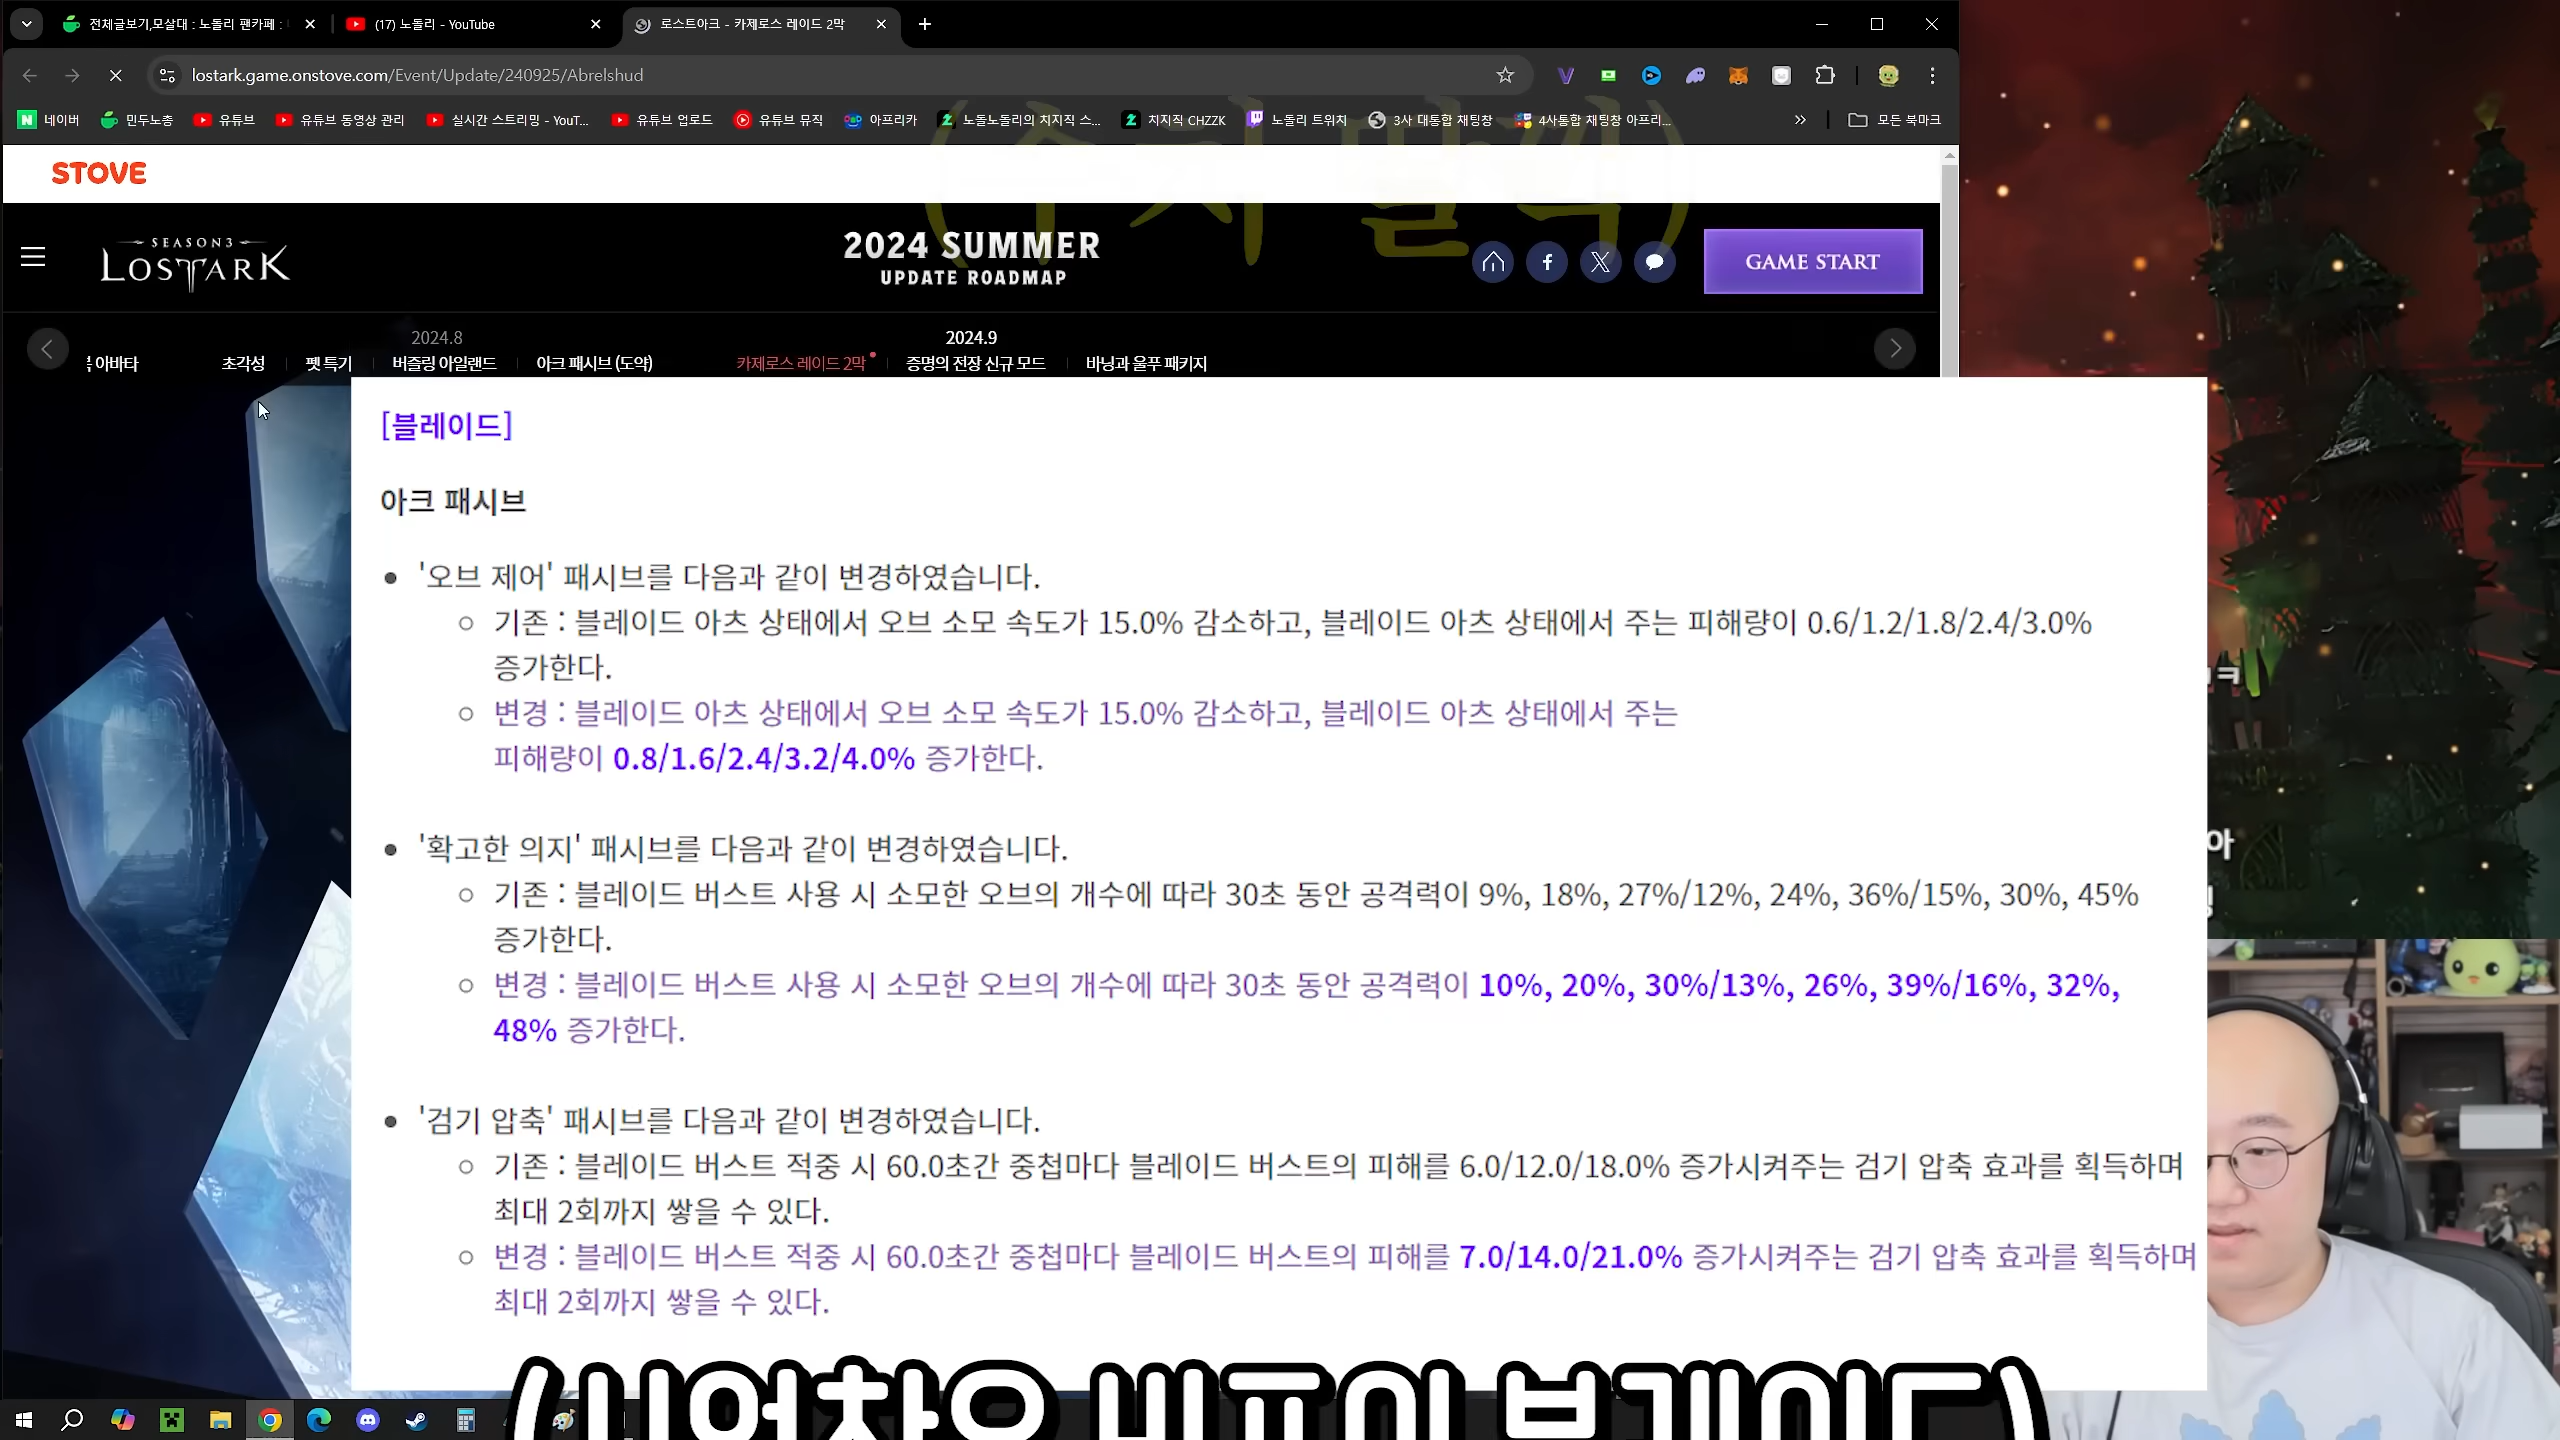 전체글보기,모살대 : 노돌리 팬카페 :
(17) 노돌리 - YouTube
로스트아크 - 카제로스 레이드 2막
lostark.game.onstove.com/Event/Update/240925/Abrelshud
네이버
민두노총
유튜브
유튜브 동영상 관리
실시간 스트리밍 - YouT...
유튜브 업로드
유튜브 뮤직
아프리카
노돌노돌리의 치지직 스...
치지직 CHZZK
노돌리 트위치
3사 대통합 채팅창
4사통합 채팅창 아프리...
모든 북마크
STOVE
SEASON3
LOSTARK
2024 SUMMER
UPDATE ROADMAP
GAME START
2024.8
2024.9
아바타
초각성
펫 특기
버즐링 아일랜드
아크 패시브 (도약)
카제로스 레이드 2막
증명의 전장 신규 모드
바닝과 울푸 패키지
[블레이드]
아크 패시브
'오브 제어' 패시브를 다음과 같이 변경하였습니다.
기존 : 블레이드 아츠 상태에서 오브 소모 속도가 15.0% 감소하고, 블레이드 아츠 상태에서 주는 피해량이 0.6/1.2/1.8/2.4/3.0%
증가한다.
변경 : 블레이드 아츠 상태에서 오브 소모 속도가 15.0% 감소하고, 블레이드 아츠 상태에서 주는
피해량이 0.8/1.6/2.4/3.2/4.0% 증가한다.
'확고한 의지' 패시브를 다음과 같이 변경하였습니다.
기존 : 블레이드 버스트 사용 시 소모한 오브의 개수에 따라 30초 동안 공격력이 9%, 18%, 27%/12%, 24%, 36%/15%, 30%, 45%
증가한다.
변경 : 블레이드 버스트 사용 시 소모한 오브의 개수에 따라 30초 동안 공격력이 10%, 20%, 30%/13%, 26%, 39%/16%, 32%,
48% 증가한다.
'검기 압축' 패시브를 다음과 같이 변경하였습니다.
기존 : 블레이드 버스트 적중 시 60.0초간 중첩마다 블레이드 버스트의 피해를 6.0/12.0/18.0% 증가시켜주는 검기 압축 효과를 획득하며
최대 2회까지 쌓을 수 있다.
변경 : 블레이드 버스트 적중 시 60.0초간 중첩마다 블레이드 버스트의 피해를 7.0/14.0/21.0% 증가시켜주는 검기 압축 효과를 획득하며
최대 2회까지 쌓을 수 있다.